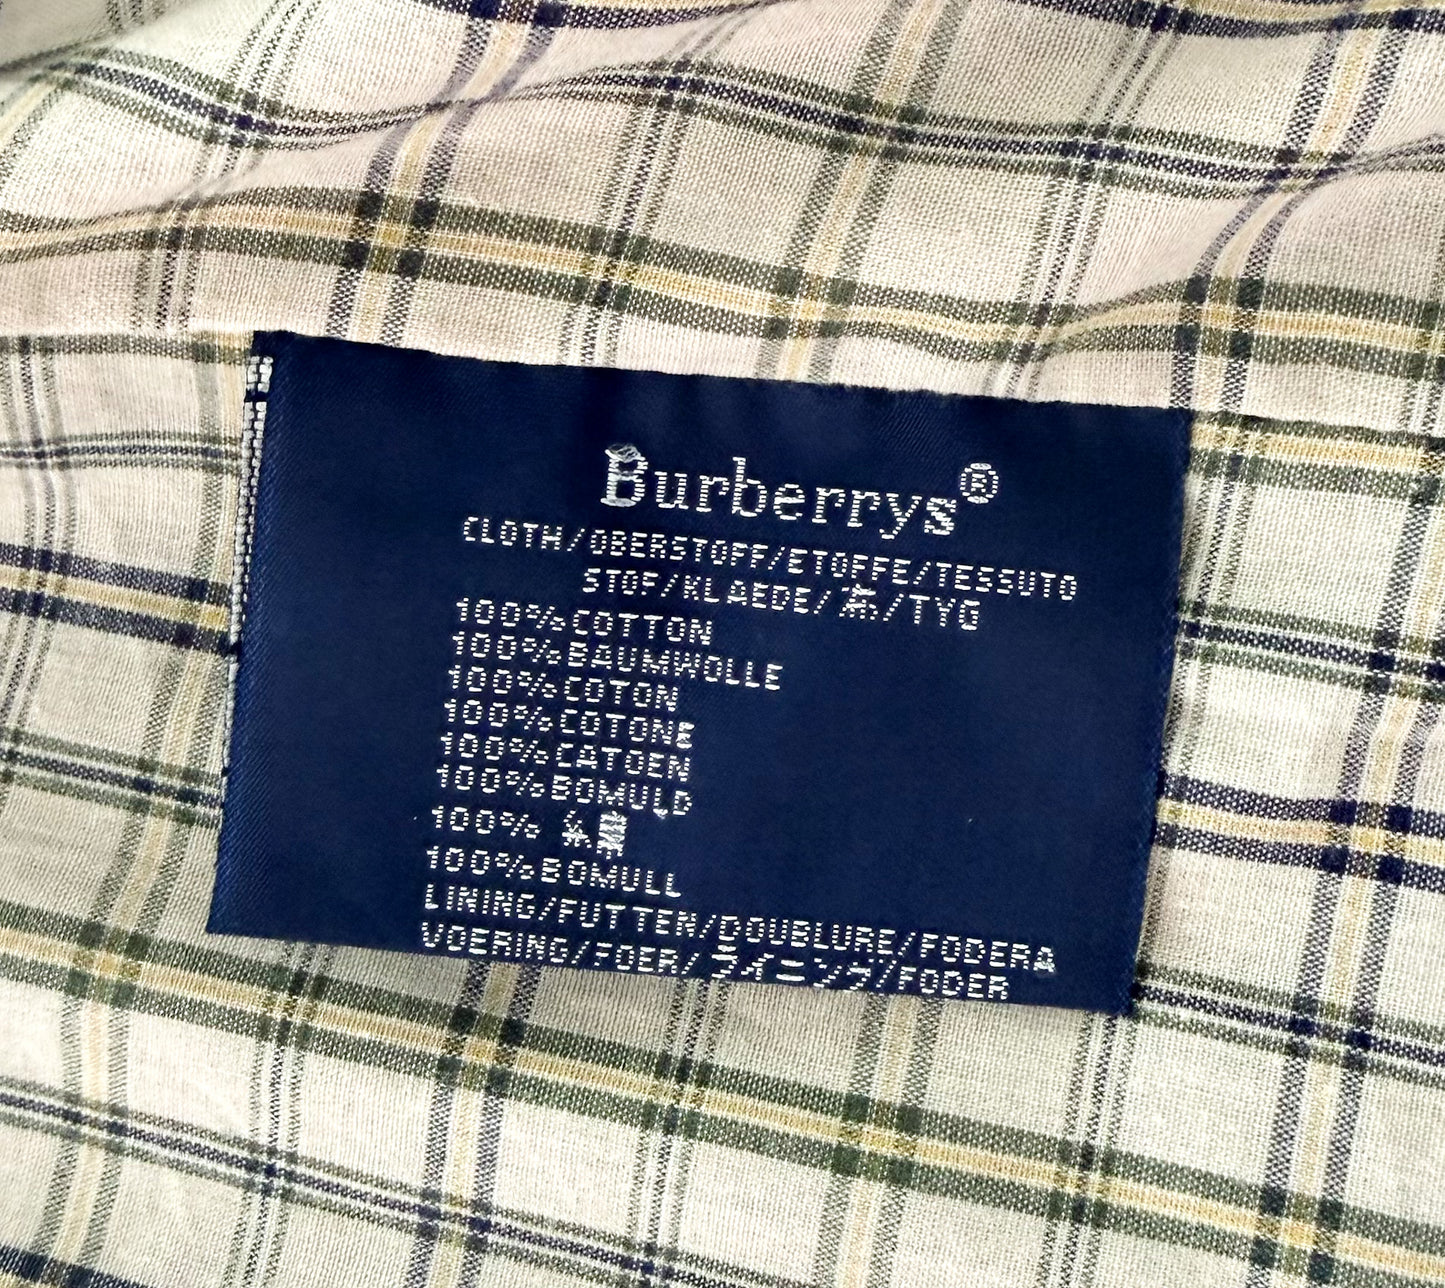 Burberrys®
CLOTH/OBERSTOFF/ETOFFE/TESSUTO
STOF/KLAEDE/布/TYG
100%COTTON
100%BAUMWOLLE
100%COTON
100%COTONE
100%CATOEN
100%BOMULD
100%
100%BOMULL
LINING/FUTTEN/DOUBLURE/FODERA
VOERING/FOER/ライニング/FODER